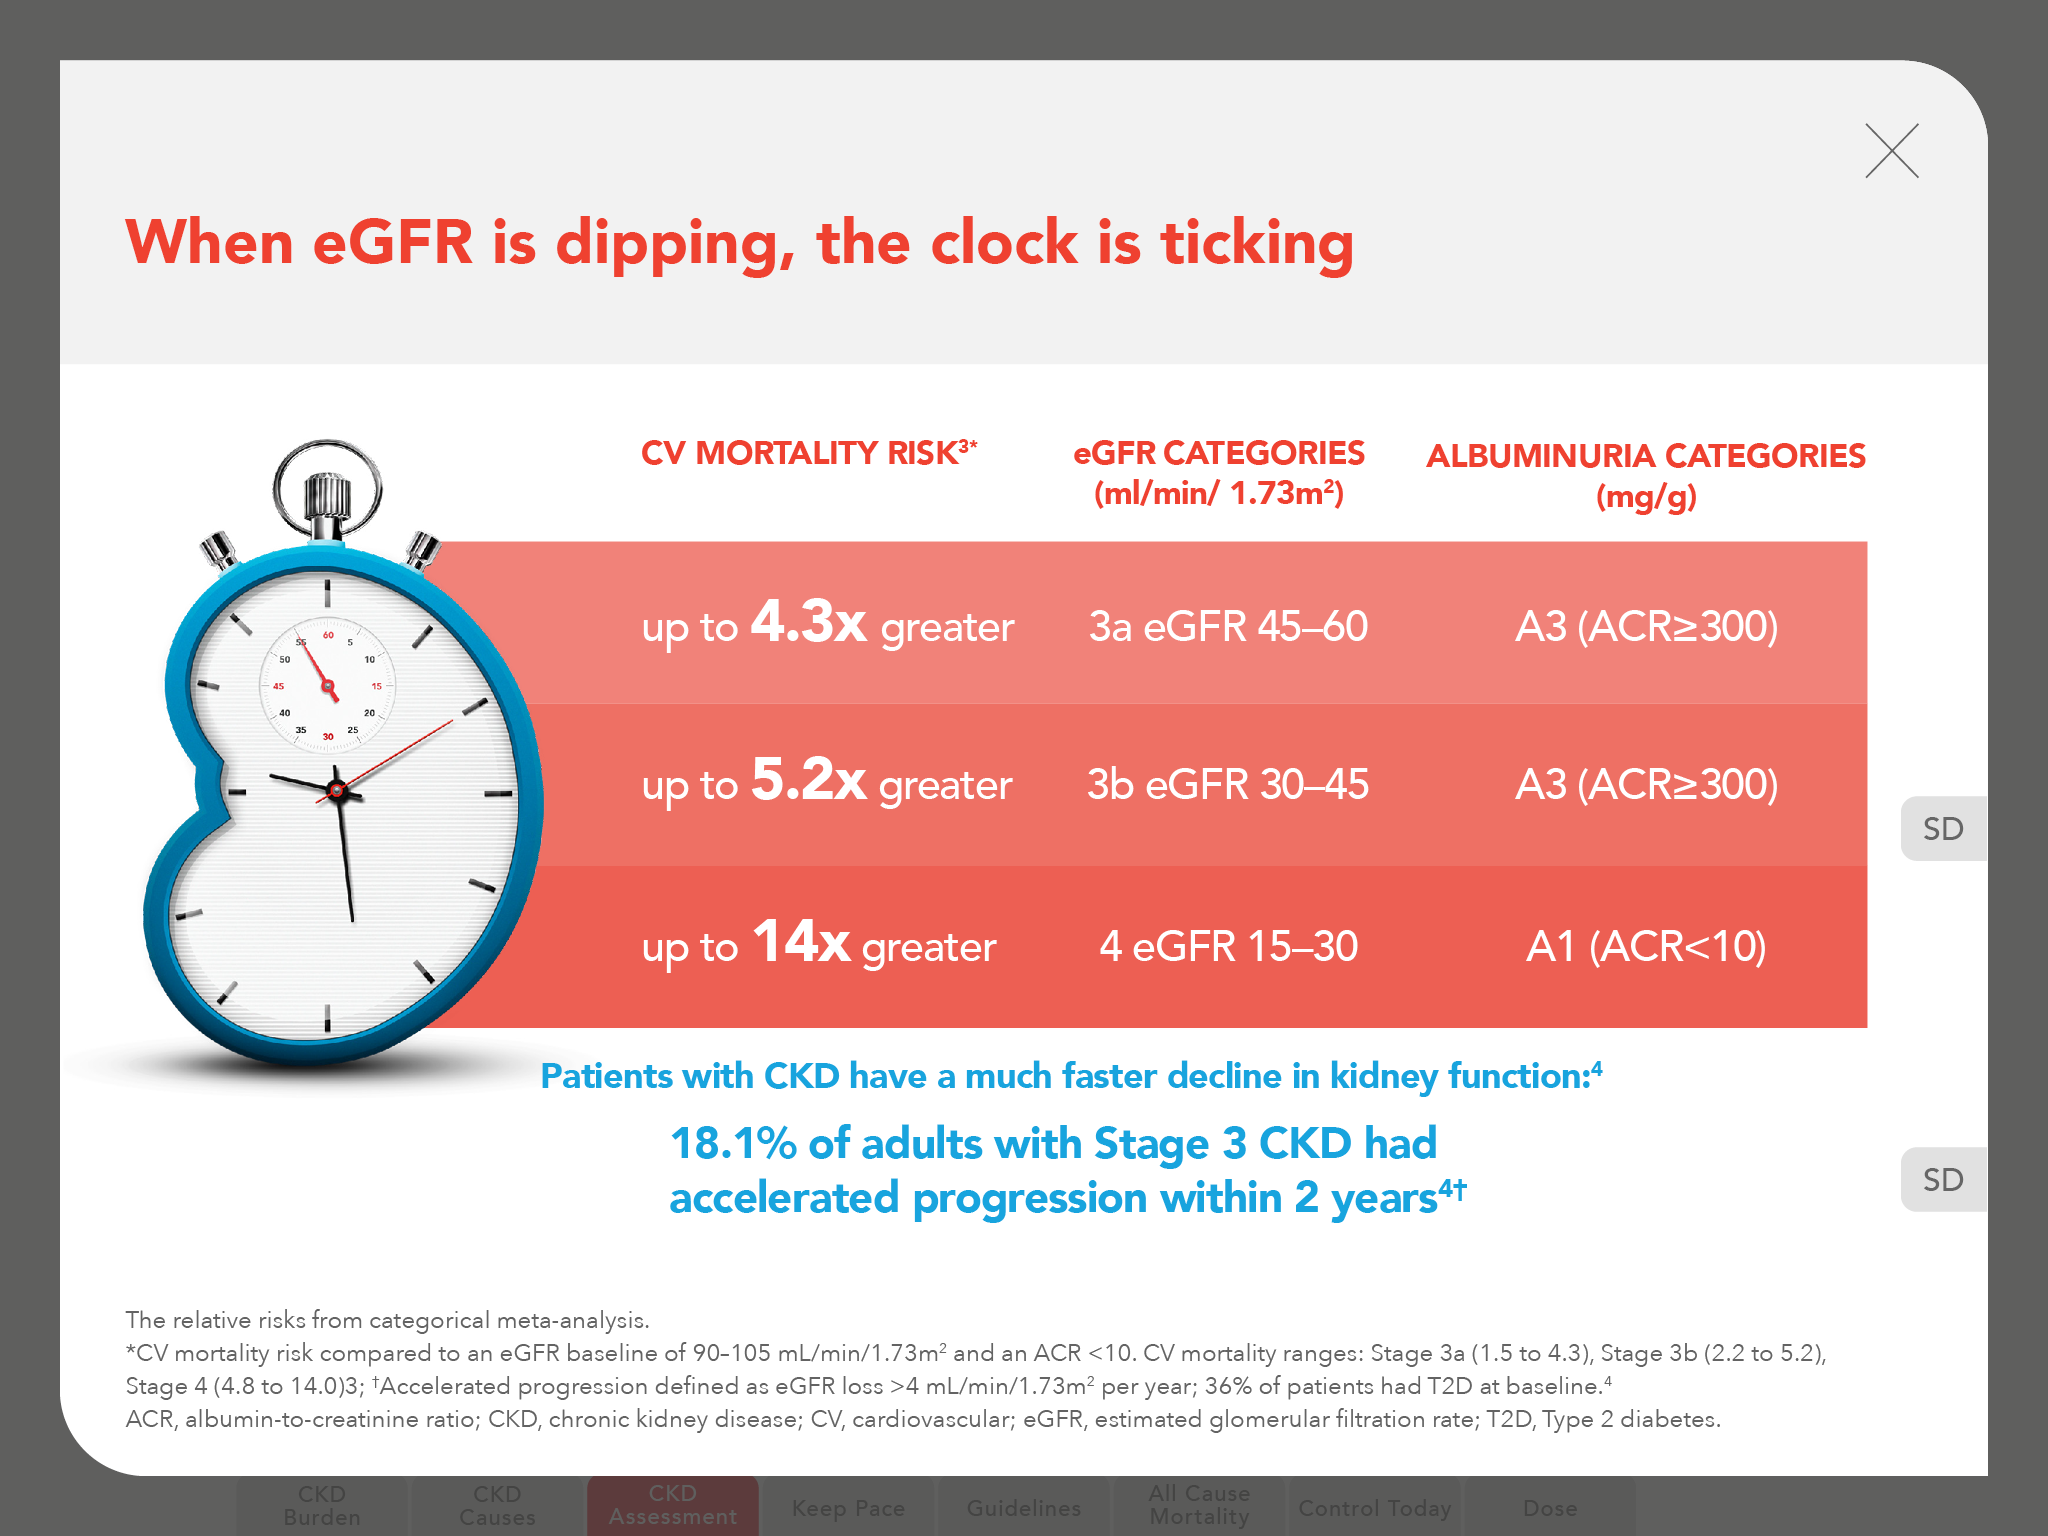 When eGFR is dipping, the clock is ticking
CV MORTALITY RISK³*
eGFR CATEGORIES
(ml/min/ 1.73m²)
ALBUMINURIA CATEGORIES
(mg/g)
60
5
10
15
20
25
30
35
40
45
50
55
up to 4.3x greater 3a eGFR 45–60 A3 (ACR≥300)
up to 5.2x greater 3b eGFR 30–45 A3 (ACR≥300)
SD
up to 14x greater 4 eGFR 15–30 A1 (ACR<10)
Patients with CKD have a much faster decline in kidney function:⁴
18.1% of adults with Stage 3 CKD had
accelerated progression within 2 years⁴†
SD
The relative risks from categorical meta-analysis.
*CV mortality risk compared to an eGFR baseline of 90–105 mL/min/1.73m² and an ACR <10. CV mortality ranges: Stage 3a (1.5 to 4.3), Stage 3b (2.2 to 5.2),
Stage 4 (4.8 to 14.0)3; †Accelerated progression defined as eGFR loss >4 mL/min/1.73m² per year; 36% of patients had T2D at baseline.⁴
ACR, albumin-to-creatinine ratio; CKD, chronic kidney disease; CV, cardiovascular; eGFR, estimated glomerular filtration rate; T2D, Type 2 diabetes.
CKD
Burden
CKD
Causes
CKD
Assessment
Keep Pace
Guidelines
All Cause
Mortality
Control Today
Dose